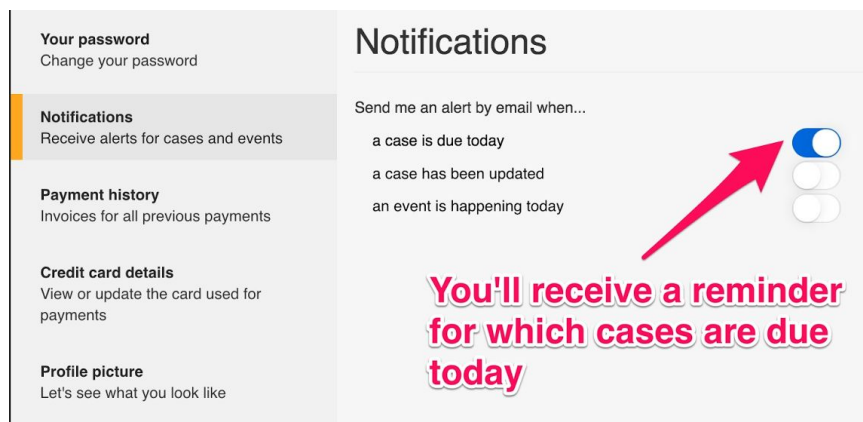 Your password
Change your password
Notifications
Receive alerts for cases and events
Payment history
Invoices for all previous payments
Credit card details
View or update the card used for
payments
Profile picture
Let's see what you look like
Notifications
Send me an alert by email when...
a case is due today
a case has been updated
an event is happening today
You'll receive a reminder
for which cases are due
today